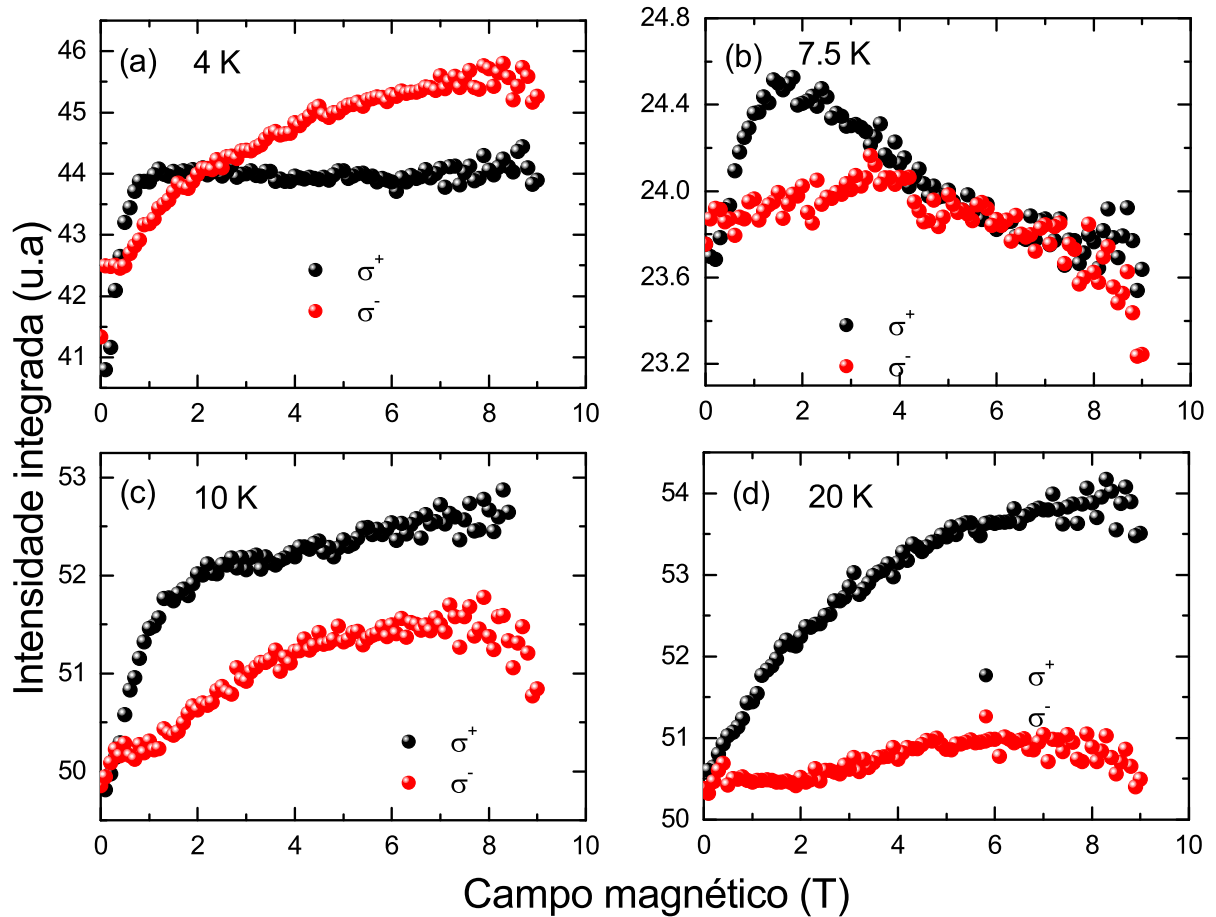 Intensidade integrada (u.a)
(a) 4 K
46
45
44
43
42
41
0 2 4 6 8 10
σ+
σ-
(b) 7.5 K
24.8
24.4
24.0
23.6
23.2
0 2 4 6 8 10
σ+
σ-
(c) 10 K
53
52
51
50
0 2 4 6 8 10
σ+
σ-
(d) 20 K
54
53
52
51
50
0 2 4 6 8 10
σ+
σ-
Campo magnético (T)